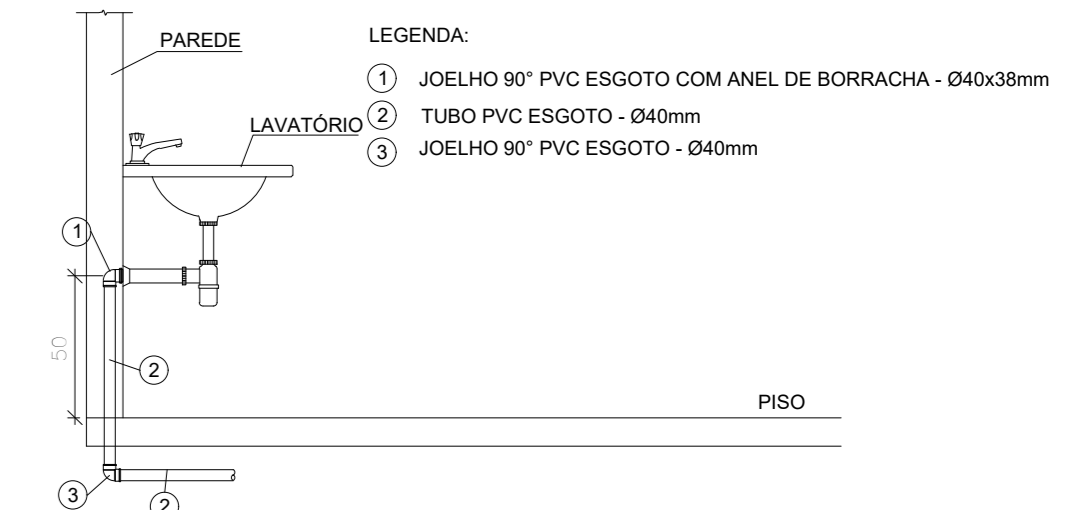 PAREDE
LEGENDA:
1 JOELHO 90° PVC ESGOTO COM ANEL DE BORRACHA - Ø40x38mm
LAVATÓRIO
2 TUBO PVC ESGOTO - Ø40mm
3 JOELHO 90° PVC ESGOTO - Ø40mm
1
50
2
PISO
3
2